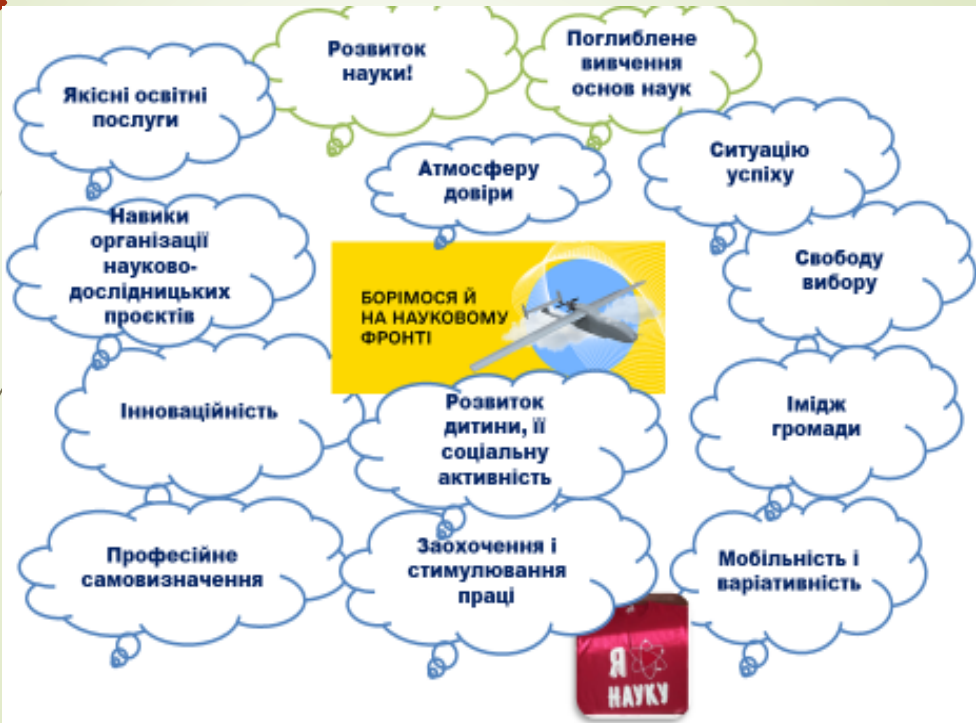 Розвиток
науки!
Поглиблене
вивчення
основ наук
Якісні освітні
послуги
Атмосферу
довіри
Ситуацію
успіху
Навики
організації
науково-
дослідницьких
проєктів
Свободу
вибору
БОРІМОСЯ Й
НА НАУКОВОМУ
ФРОНТІ
Інноваційність
Розвиток
дитини, її
соціальну
активність
Імідж
громади
Професійне
самовизначення
Заохочення і
стимулювання
праці
Мобільність і
варіативність
Я
НАУКУ